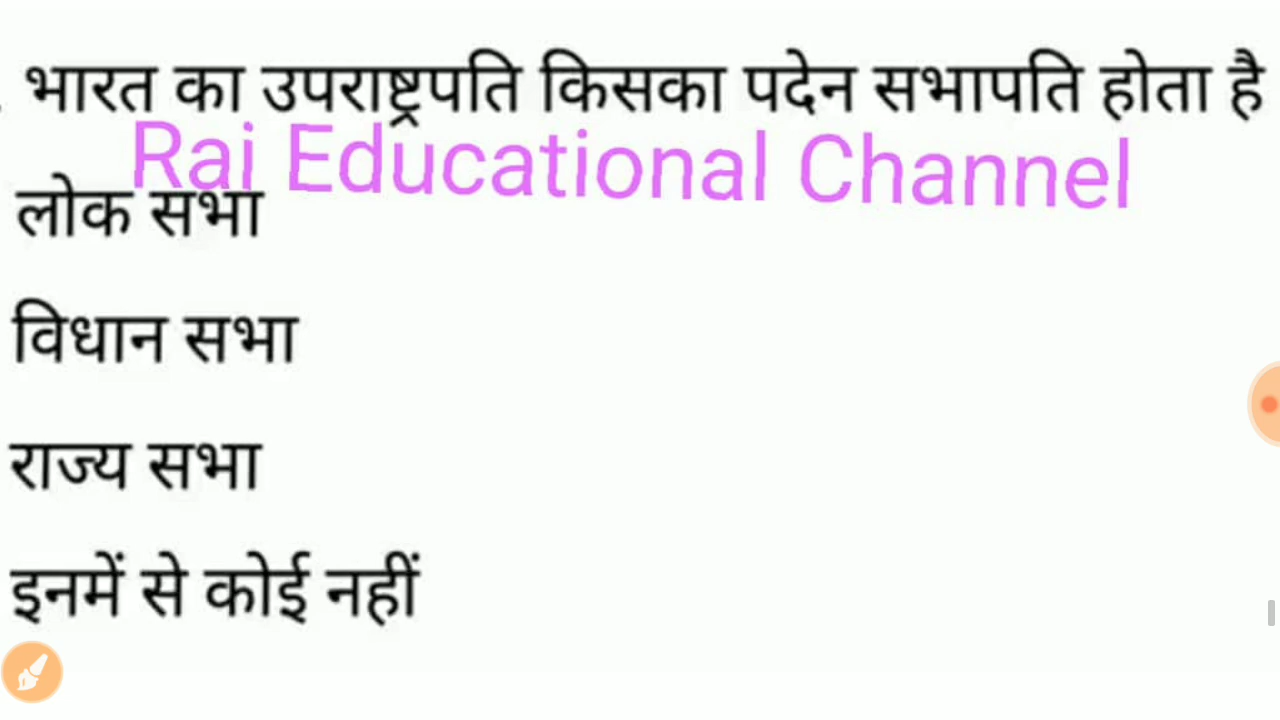 भारत का उपराष्ट्रपति किसका पदेन सभापति होता है
Rai Educational Channel
लोक सभा
विधान सभा
राज्य सभा
इनमें से कोई नहीं